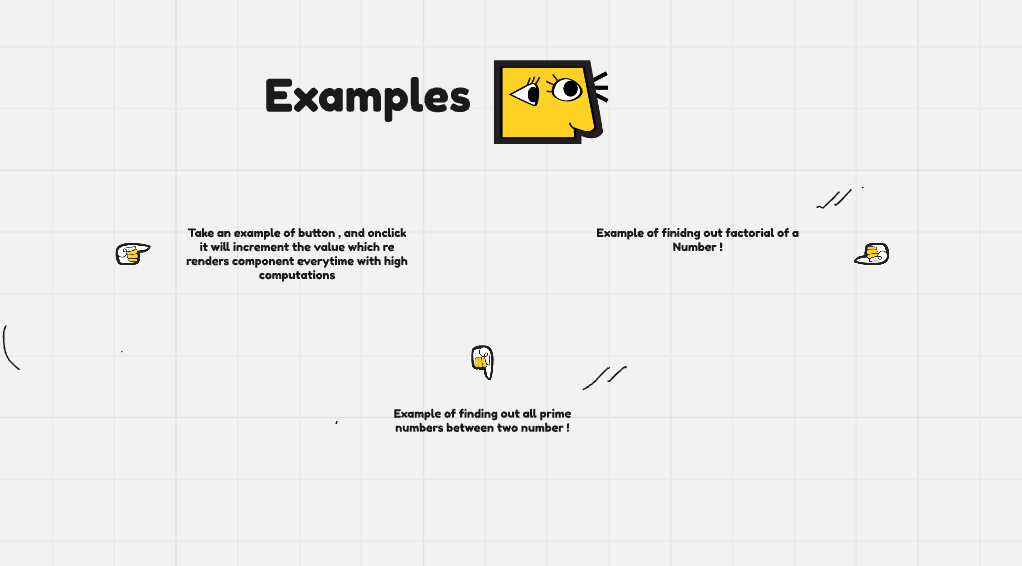 Examples
Take an example of button , and onclick
it will increment the value which re
renders component everytime with high
computations
Example of finidng out factorial of a
Number !
Example of finding out all prime
numbers between two number !